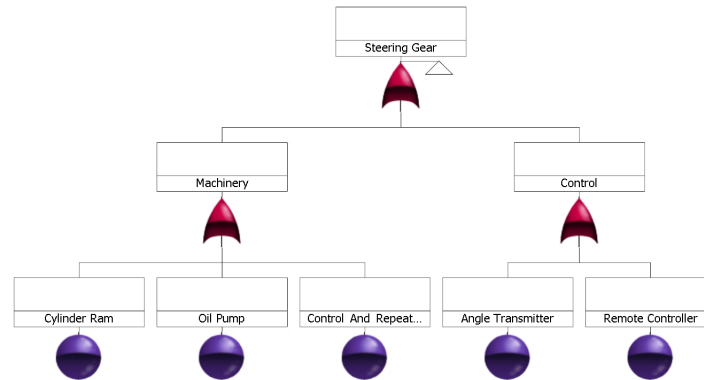 Steering Gear
Machinery
Control
Cylinder Ram
Oil Pump
Control And Repeat...
Angle Transmitter
Remote Controller